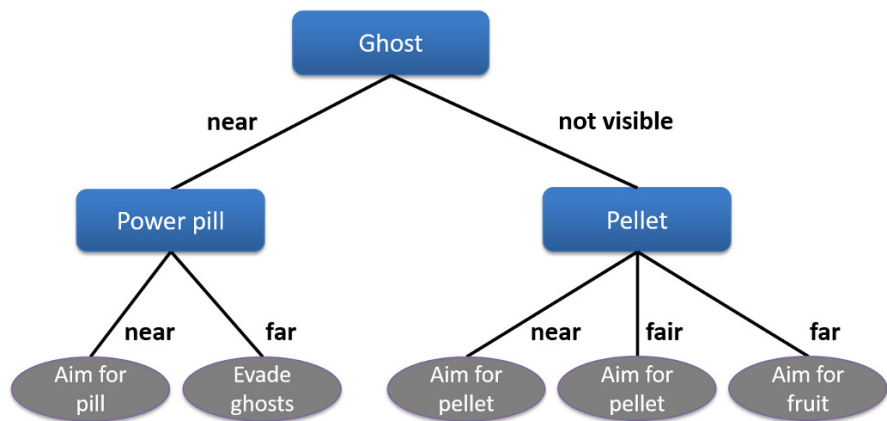 Ghost
near
not visible
Power pill
Pellet
near
far
near
fair
far
Aim for
pill
Evade
ghosts
Aim for
pellet
Aim for
pellet
Aim for
fruit